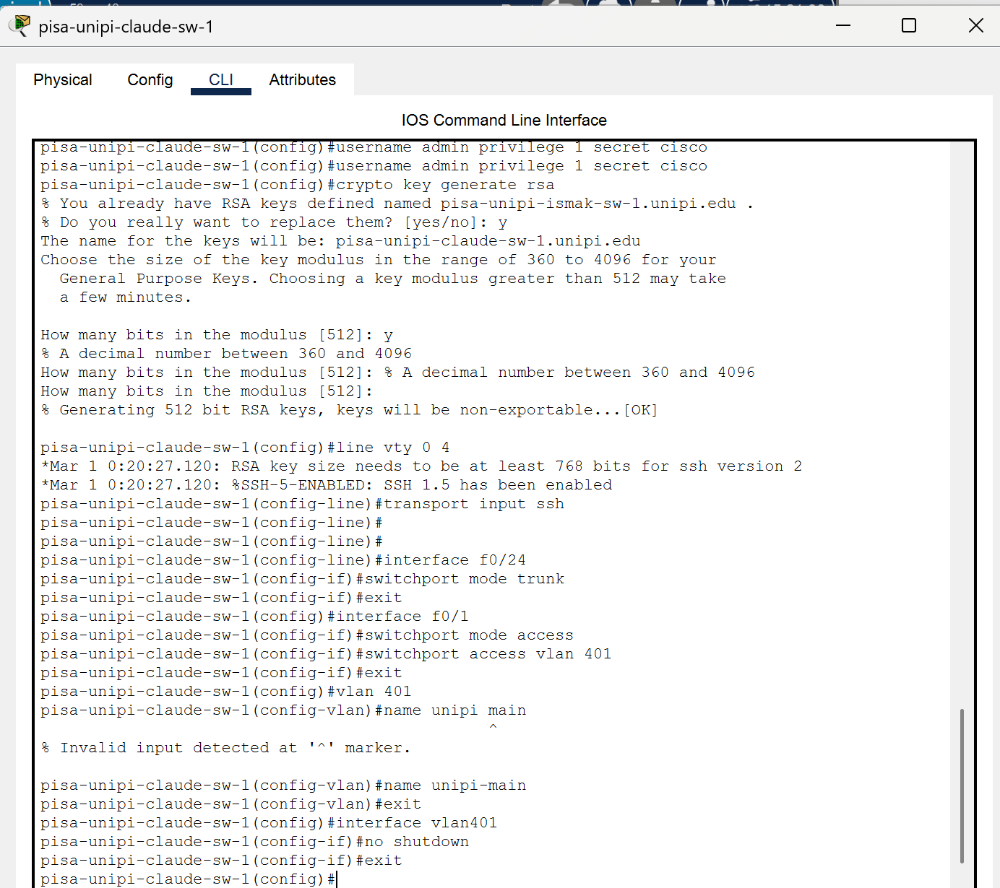 pisa-unipi-claude-sw-1
Physical Config CLI Attributes
IOS Command Line Interface
pisa-unipi-claude-sw-1(config)#username admin privilege 1 secret cisco
pisa-unipi-claude-sw-1(config)#username admin privilege 1 secret cisco
pisa-unipi-claude-sw-1(config)#crypto key generate rsa
% You already have RSA keys defined named pisa-unipi-ismak-sw-1.unipi.edu .
% Do you really want to replace them? [yes/no]: y
The name for the keys will be: pisa-unipi-claude-sw-1.unipi.edu
Choose the size of the key modulus in the range of 360 to 4096 for your
General Purpose Keys. Choosing a key modulus greater than 512 may take
a few minutes.
How many bits in the modulus [512]: y
% A decimal number between 360 and 4096
How many bits in the modulus [512]: % A decimal number between 360 and 4096
How many bits in the modulus [512]:
% Generating 512 bit RSA keys, keys will be non-exportable...[OK]
pisa-unipi-claude-sw-1(config)#line vty 0 4
*Mar 1 0:20:27.120: RSA key size needs to be at least 768 bits for ssh version 2
*Mar 1 0:20:27.120: %SSH-5-ENABLED: SSH 1.5 has been enabled
pisa-unipi-claude-sw-1(config-line)#transport input ssh
pisa-unipi-claude-sw-1(config-line)#
pisa-unipi-claude-sw-1(config-line)#
pisa-unipi-claude-sw-1(config-line)#interface f0/24
pisa-unipi-claude-sw-1(config-if)#switchport mode trunk
pisa-unipi-claude-sw-1(config-if)#exit
pisa-unipi-claude-sw-1(config)#interface f0/1
pisa-unipi-claude-sw-1(config-if)#switchport mode access
pisa-unipi-claude-sw-1(config-if)#switchport access vlan 401
pisa-unipi-claude-sw-1(config-if)#exit
pisa-unipi-claude-sw-1(config)#vlan 401
pisa-unipi-claude-sw-1(config-vlan)#name unipi main
^
% Invalid input detected at '^' marker.
pisa-unipi-claude-sw-1(config-vlan)#name unipi-main
pisa-unipi-claude-sw-1(config-vlan)#exit
pisa-unipi-claude-sw-1(config)#interface vlan401
pisa-unipi-claude-sw-1(config-if)#no shutdown
pisa-unipi-claude-sw-1(config-if)#exit
pisa-unipi-claude-sw-1(config)#